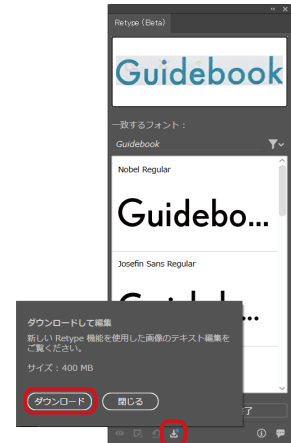 Retype (Beta)
Guidebook
一致するフォント：
Guidebook
Nobel Regular
Guidebo...
Josefin Sans Regular
ダウンロードして編集
新しい Retype 機能を使用した画像のテキスト編集を
ご覧ください。
サイズ：400 MB
ダウンロード
閉じる
了